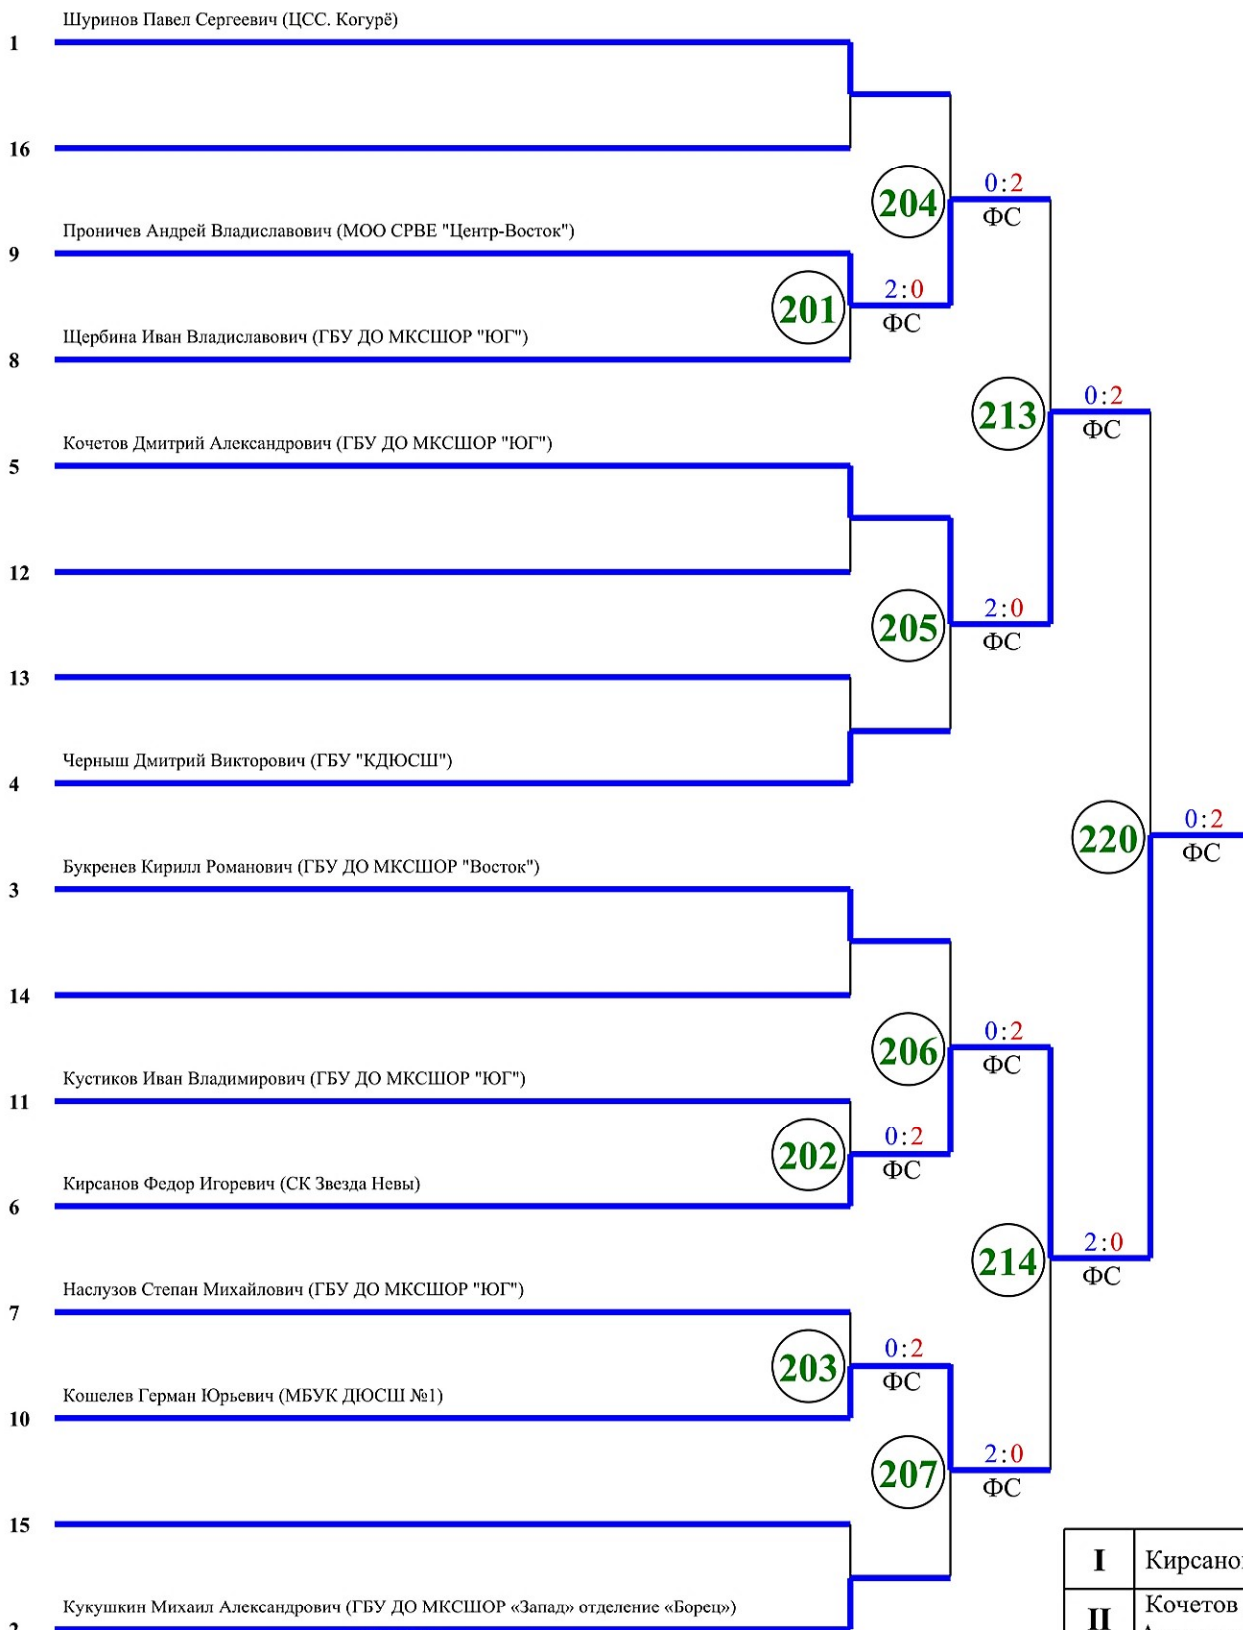 Шуринов Павел Сергеевич (ЦСС. Когурё)
1
16
204
0:2
ФС
Проничев Андрей Владиславович (МОО СРВЕ "Центр-Восток")
9
201
2:0
ФС
Щербина Иван Владиславович (ГБУ ДО МКСШОР "ЮГ")
8
213
0:2
ФС
Кочетов Дмитрий Александрович (ГБУ ДО МКСШОР "ЮГ")
5
12
205
2:0
ФС
13
Черныш Дмитрий Викторович (ГБУ "КДЮСШ")
4
220
0:2
ФС
Букренев Кирилл Романович (ГБУ ДО МКСШОР "Восток")
3
14
206
0:2
ФС
Кустиков Иван Владимирович (ГБУ ДО МКСШОР "ЮГ")
11
202
0:2
ФС
Кирсанов Федор Игоревич (СК Звезда Невы)
6
214
2:0
ФС
Наслузов Степан Михайлович (ГБУ ДО МКСШОР "ЮГ")
7
203
0:2
ФС
Кошелев Герман Юрьевич (МБУК ДЮСШ №1)
10
207
2:0
ФС
15
I Кирсанов
Кукушкин Михаил Александрович (ГБУ ДО МКСШОР «Запад» отделение «Борец»)
2
II Кочетов